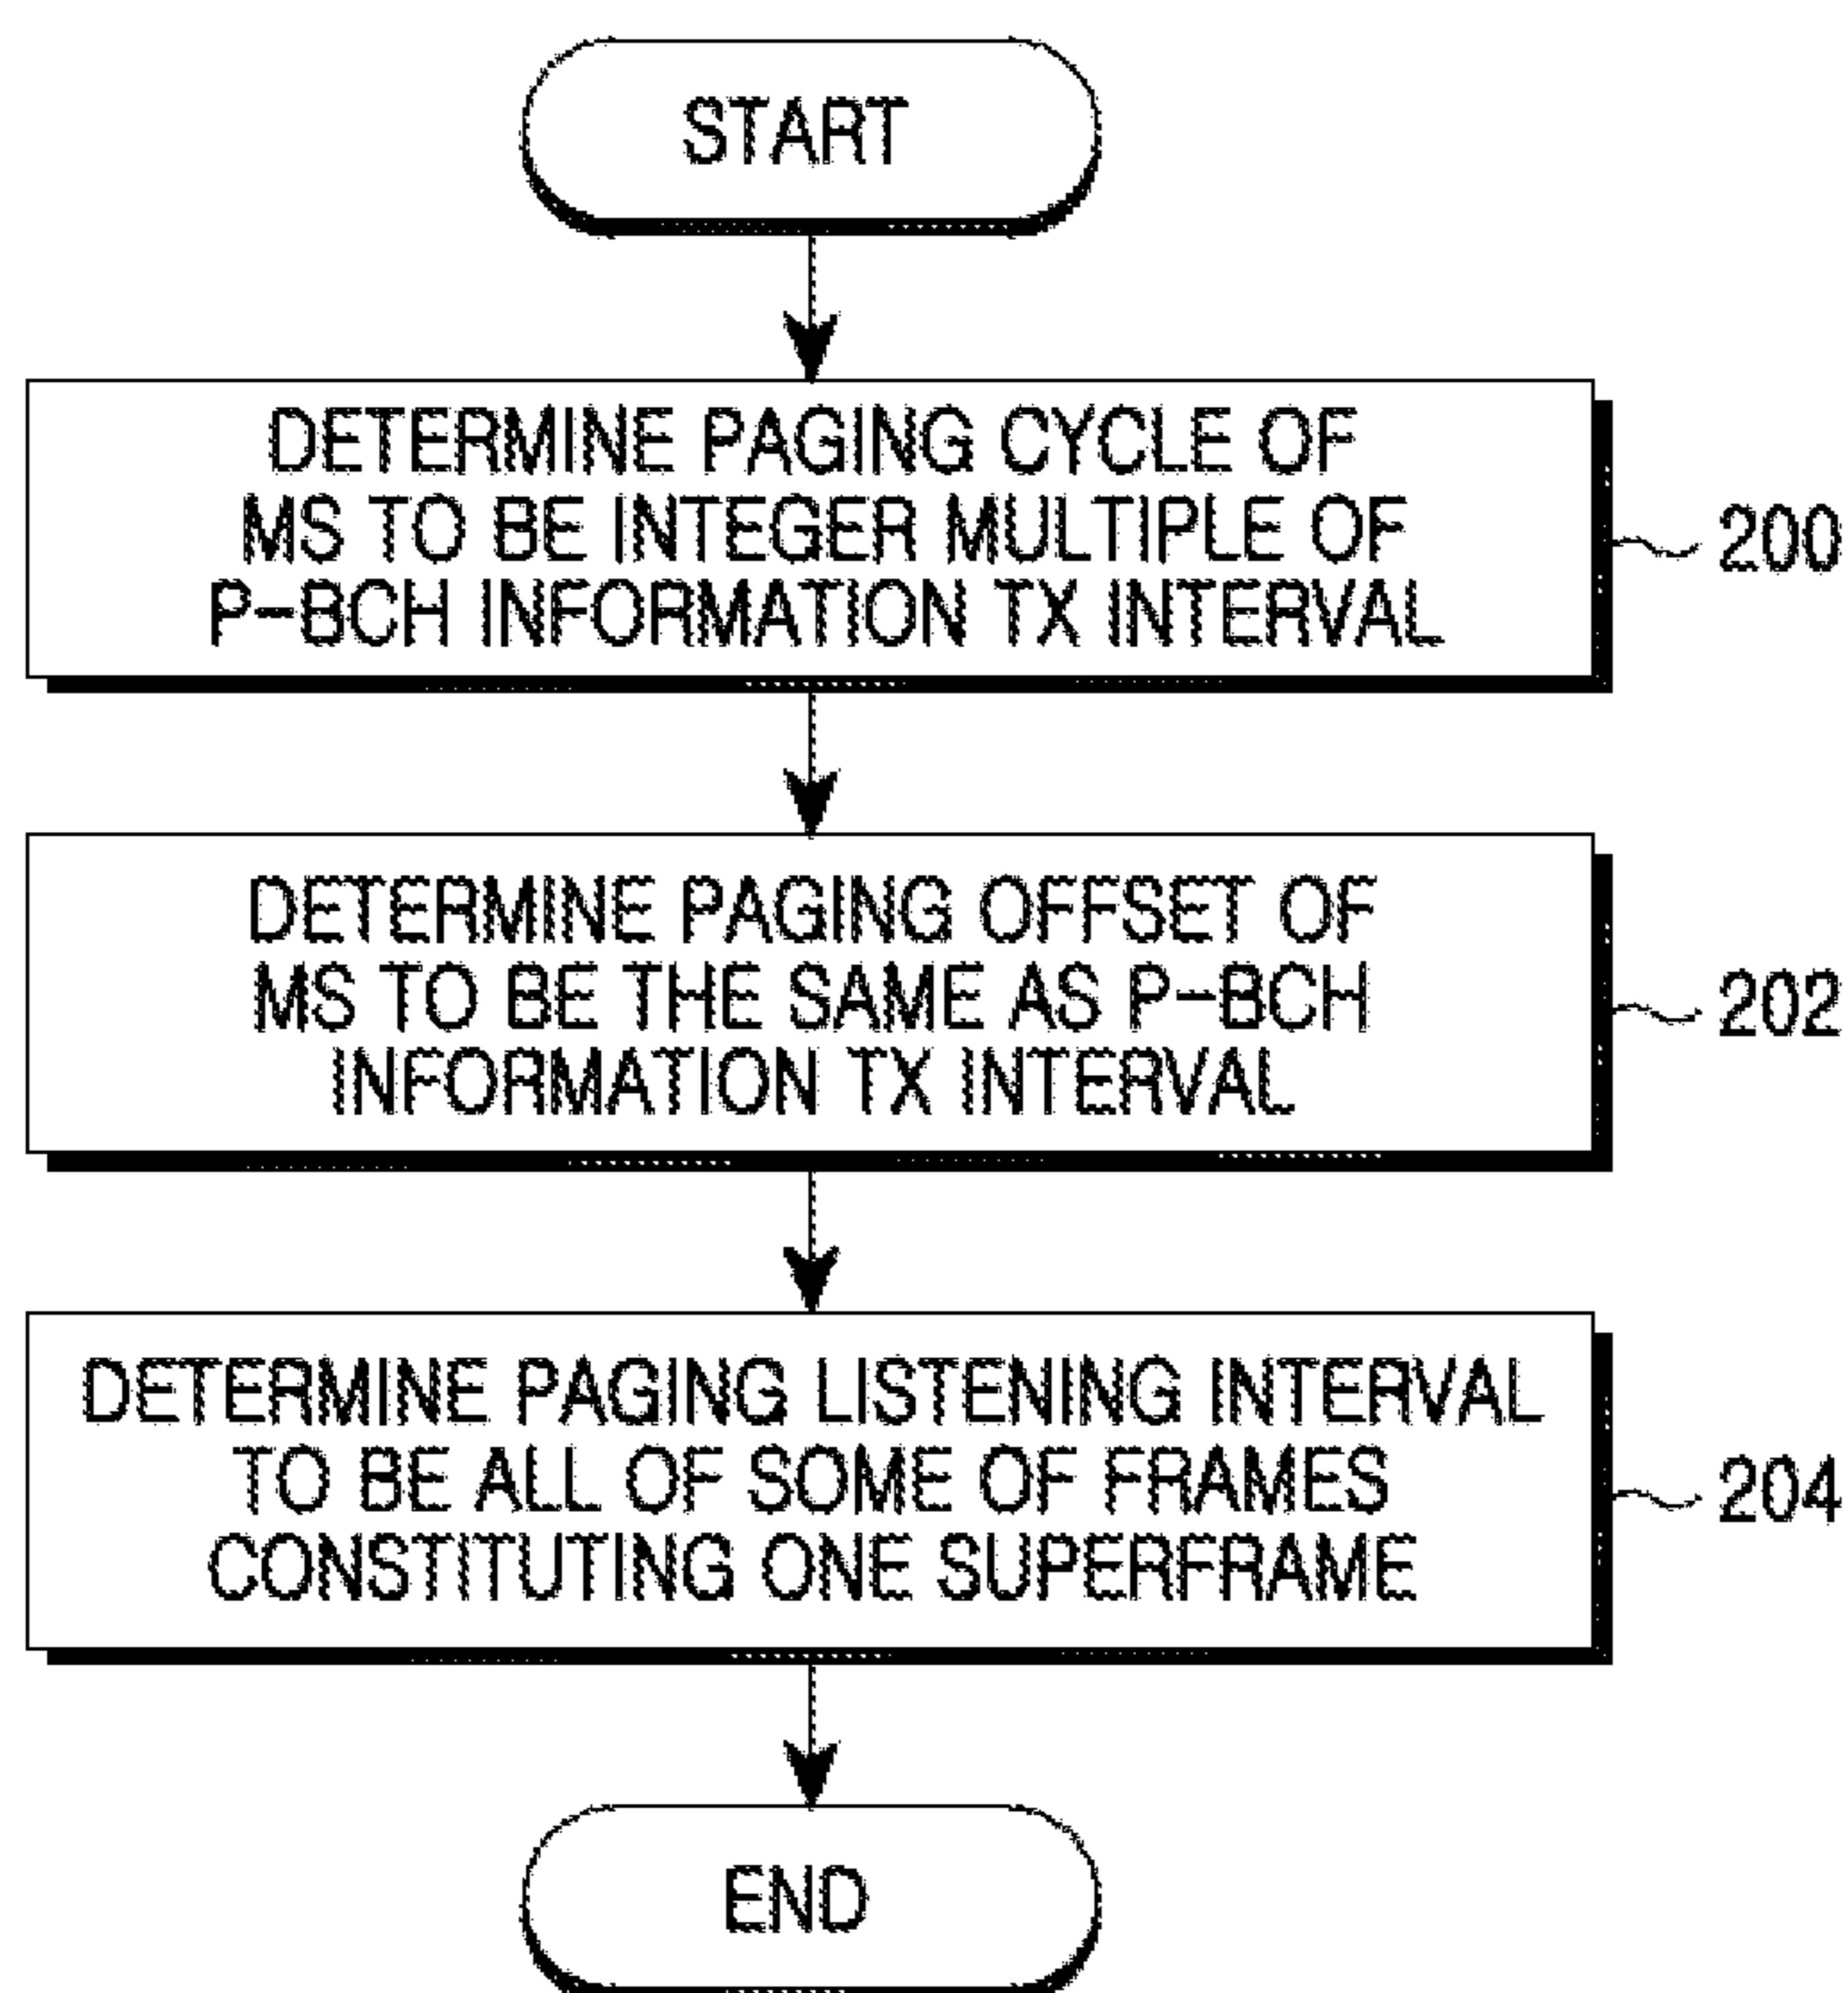 START
DETERMINE PAGING CYCLE OF
MS TO BE INTEGER MULTIPLE OF
P-BCH INFORMATION TX INTERVAL
200
DETERMINE PAGING OFFSET OF
MS TO BE THE SAME AS P-BCH
INFORMATION TX INTERVAL
202
DETERMINE PAGING LISTENING INTERVAL
TO BE ALL OF SOME OF FRAMES
CONSTITUTING ONE SUPERFRAME
204
END